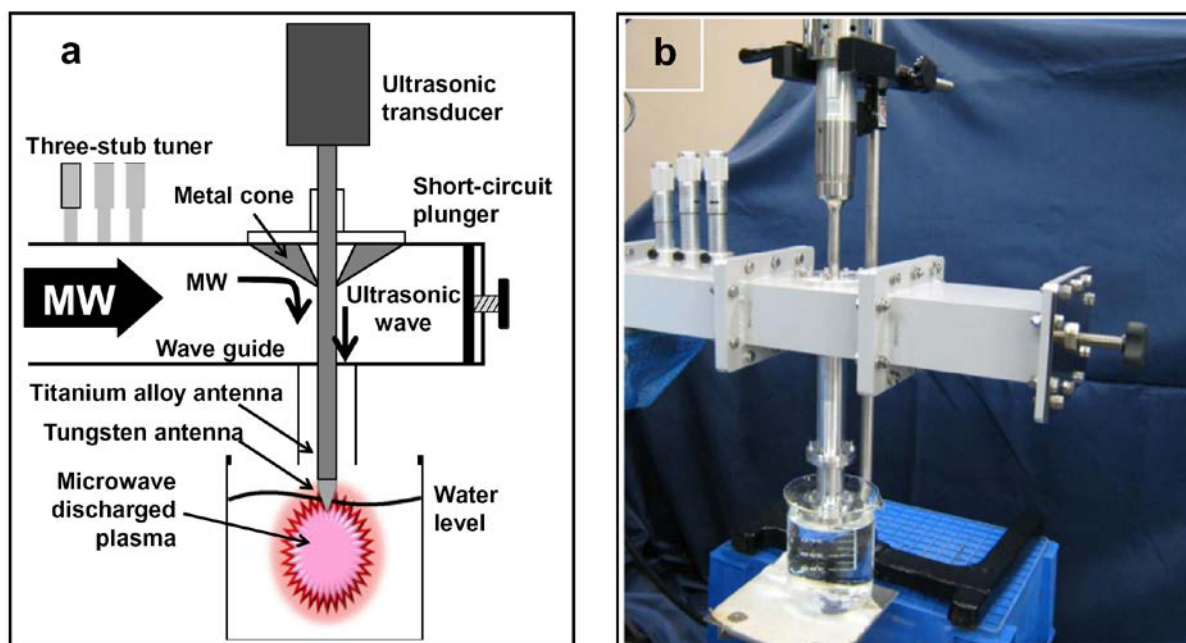 a
Ultrasonic
transducer
Three-stub tuner
Metal cone
Short-circuit
plunger
MW
MW
Ultrasonic
wave
Wave guide
Titanium alloy antenna
Tungsten antenna
Microwave
discharged
plasma
Water
level
b